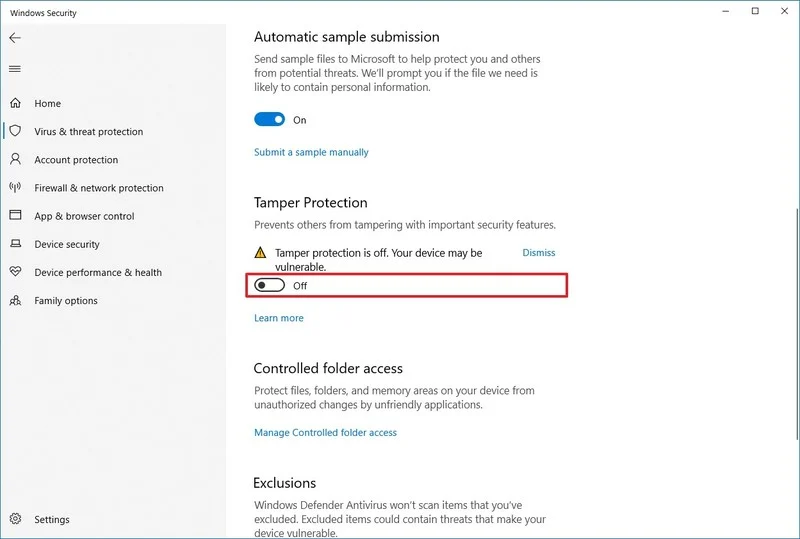 Windows Security
Home
Virus & threat protection
Account protection
Firewall & network protection
App & browser control
Device security
Device performance & health
Family options
Settings
Automatic sample submission
Send sample files to Microsoft to help protect you and others
from potential threats. We'll prompt you if the file we need is
likely to contain personal information.
On
Submit a sample manually
Tamper Protection
Prevents others from tampering with important security features.
Tamper protection is off. Your device may be
vulnerable.
Dismiss
Off
Learn more
Controlled folder access
Protect files, folders, and memory areas on your device from
unauthorized changes by unfriendly applications.
Manage Controlled folder access
Exclusions
Windows Defender Antivirus won't scan items that you've
excluded. Excluded items could contain threats that make your
device vulnerable.